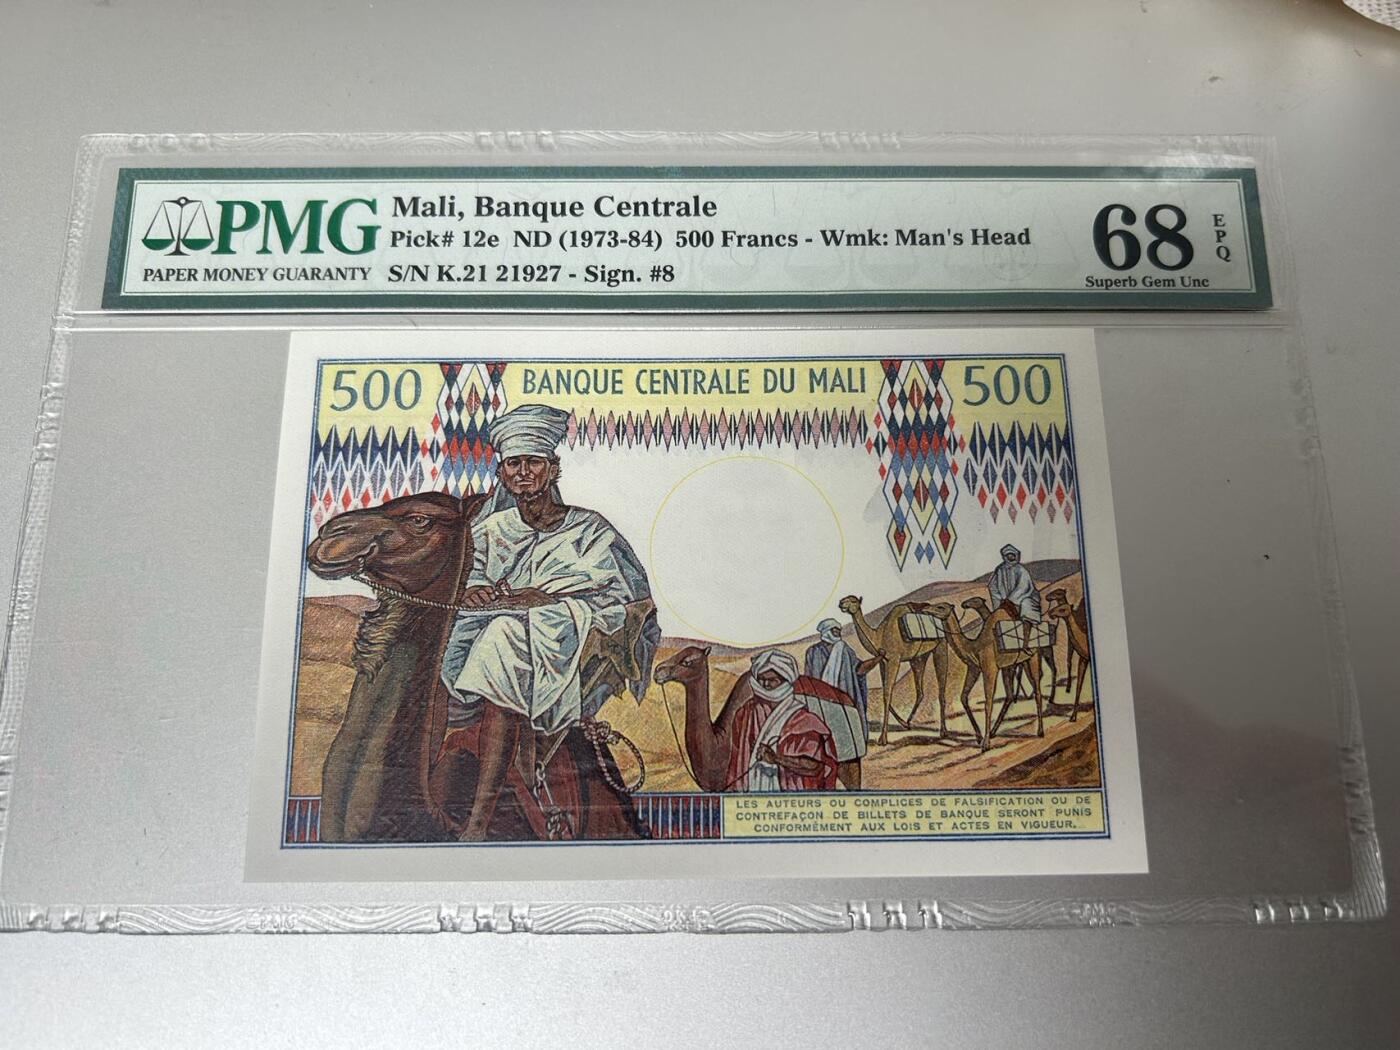 PMG
PAPER MONEY GUARANTY
Mali, Banque Centrale
Pick# 12e ND (1973-84) 500 Francs - Wmk: Man's Head
S/N K.21 21927 - Sign. #8
68
EPQ
Superb Gem Unc
500 BANQUE CENTRALE DU MALI 500
LES AUTEURS OU COMPLICES DE FALSIFICATION OU DE
CONTREFAÇON DE BILLETS DE BANQUE SERONT PUNIS
CONFORMÉMENT AUX LOIS ET ACTES EN VIGUEUR.